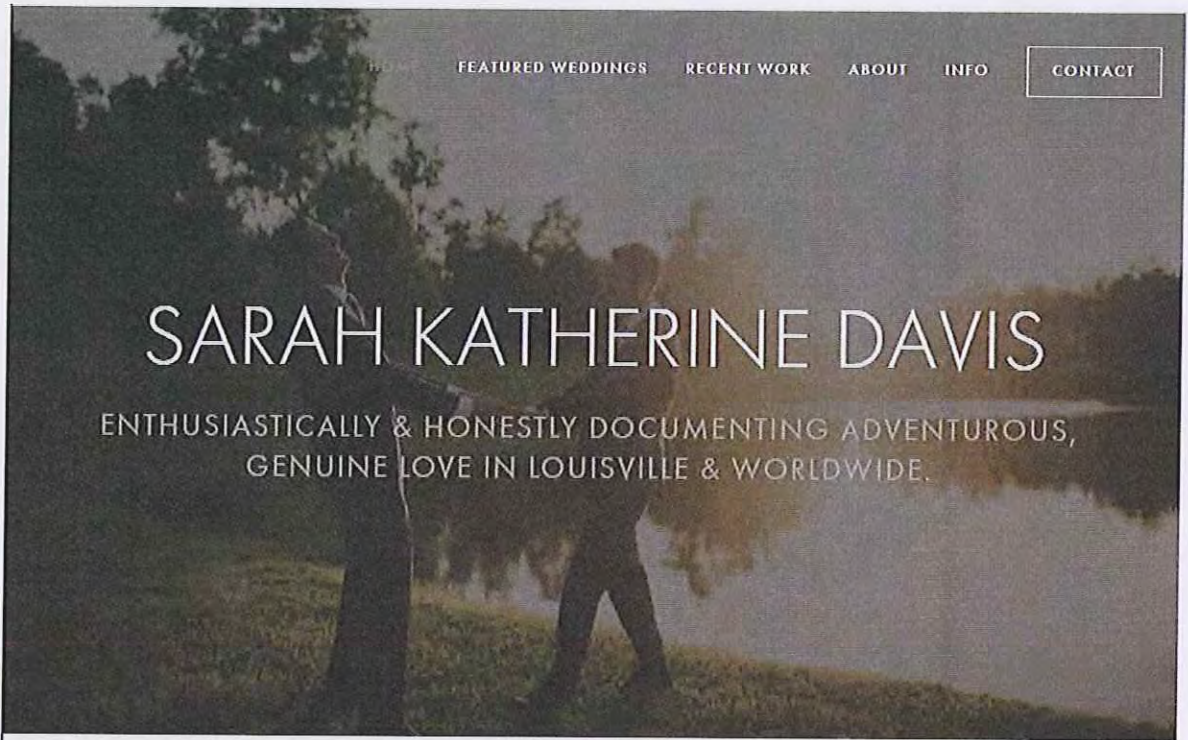 HOME FEATURED WEDDINGS RECENT WORK ABOUT INFO CONTACT
SARAH KATHERINE DAVIS
ENTHUSIASTICALLY & HONESTLY DOCUMENTING ADVENTUROUS,
GENUINE LOVE IN LOUISVILLE & WORLDWIDE.